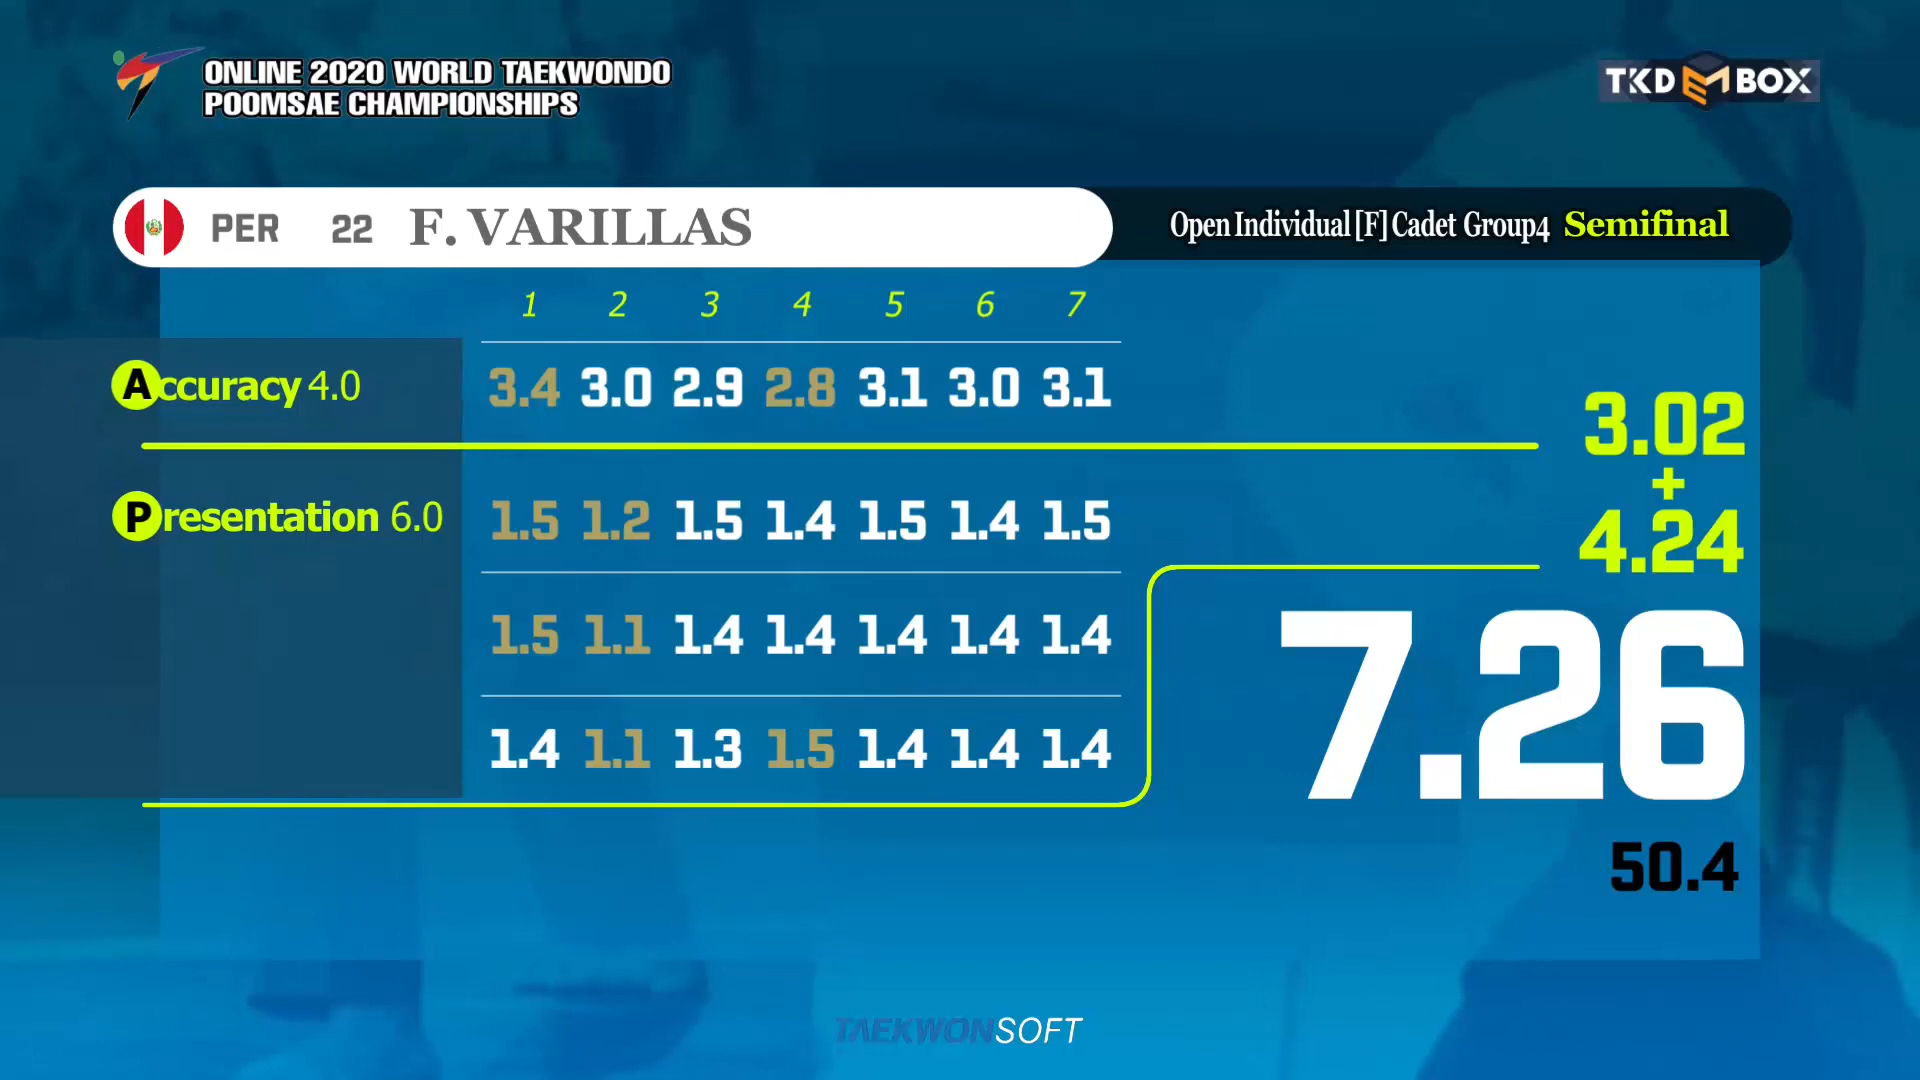 ONLINE 2020 WORLD TAEKWONDO
POOMSAE CHAMPIONSHIPS
TKD BOX
PER 22 F. VARILLAS
Open Individual [F] Cadet Group4 Semifinal
1 2 3 4 5 6 7
Accuracy 4.0 3.4 3.0 2.9 2.8 3.1 3.0 3.1
3.02
+
4.24
Presentation 6.0 1.5 1.2 1.5 1.4 1.5 1.4 1.5
1.5 1.1 1.4 1.4 1.4 1.4 1.4
1.4 1.1 1.3 1.5 1.4 1.4 1.4
7.26
50.4
TAEKWONSOFT